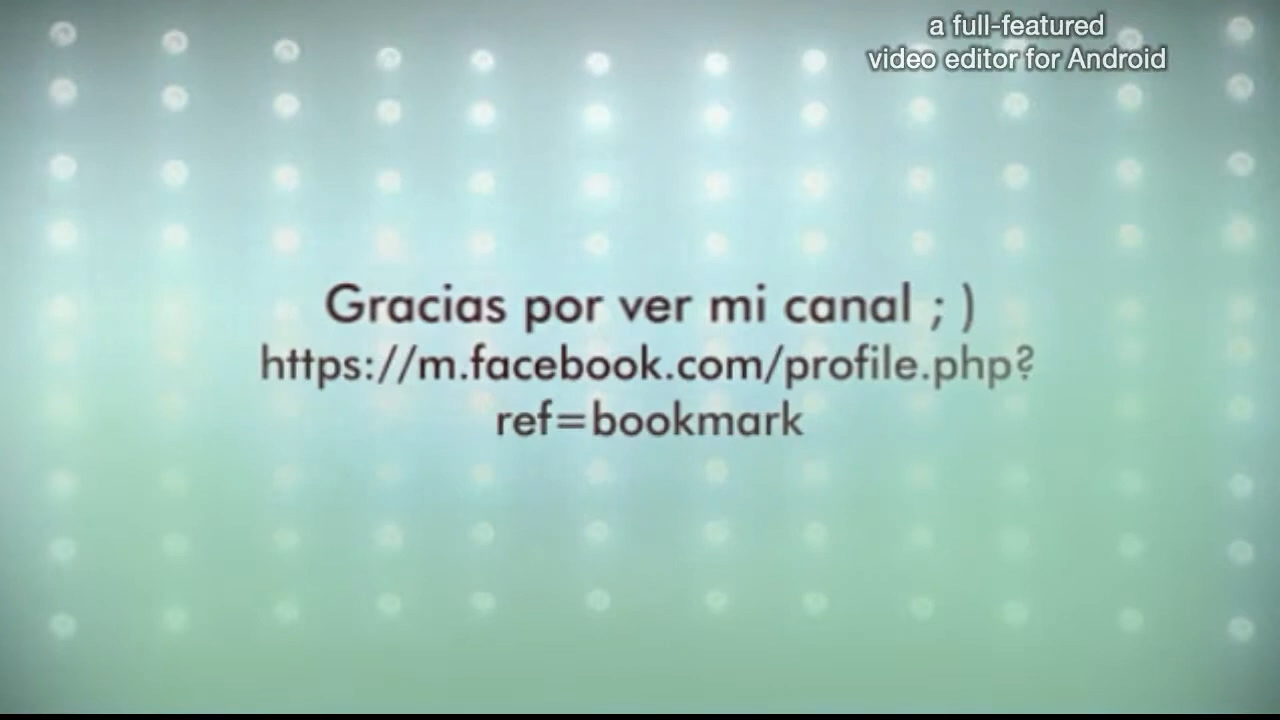 a full-featured
video editor for Android
Gracias por ver mi canal ; )
https://m.facebook.com/profile.php?
ref=bookmark